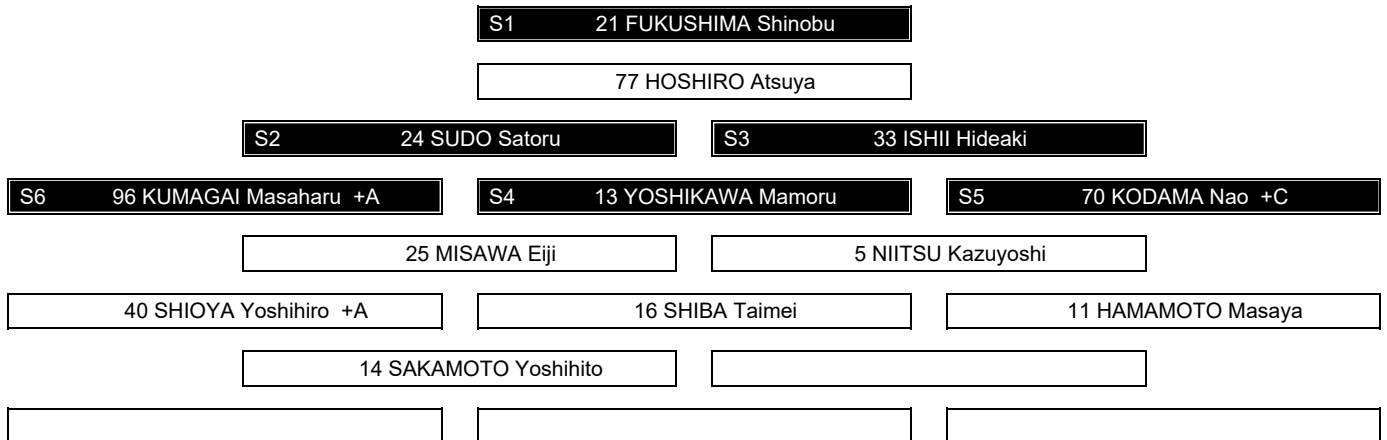 S1 21 FUKUSHIMA Shinobu
77 HOSHIRO Atsuya
S2 24 SUDO Satoru S3 33 ISHII Hideaki
S6 96 KUMAGAI Masaharu +A S4 13 YOSHIKAWA Mamoru S5 70 KODAMA Nao +C
25 MISAWA Eiji 5 NIITSU Kazuyoshi
40 SHIOYA Yoshihiro +A 16 SHIBA Taimei 11 HAMAMOTO Masaya
14 SAKAMOTO Yoshihito